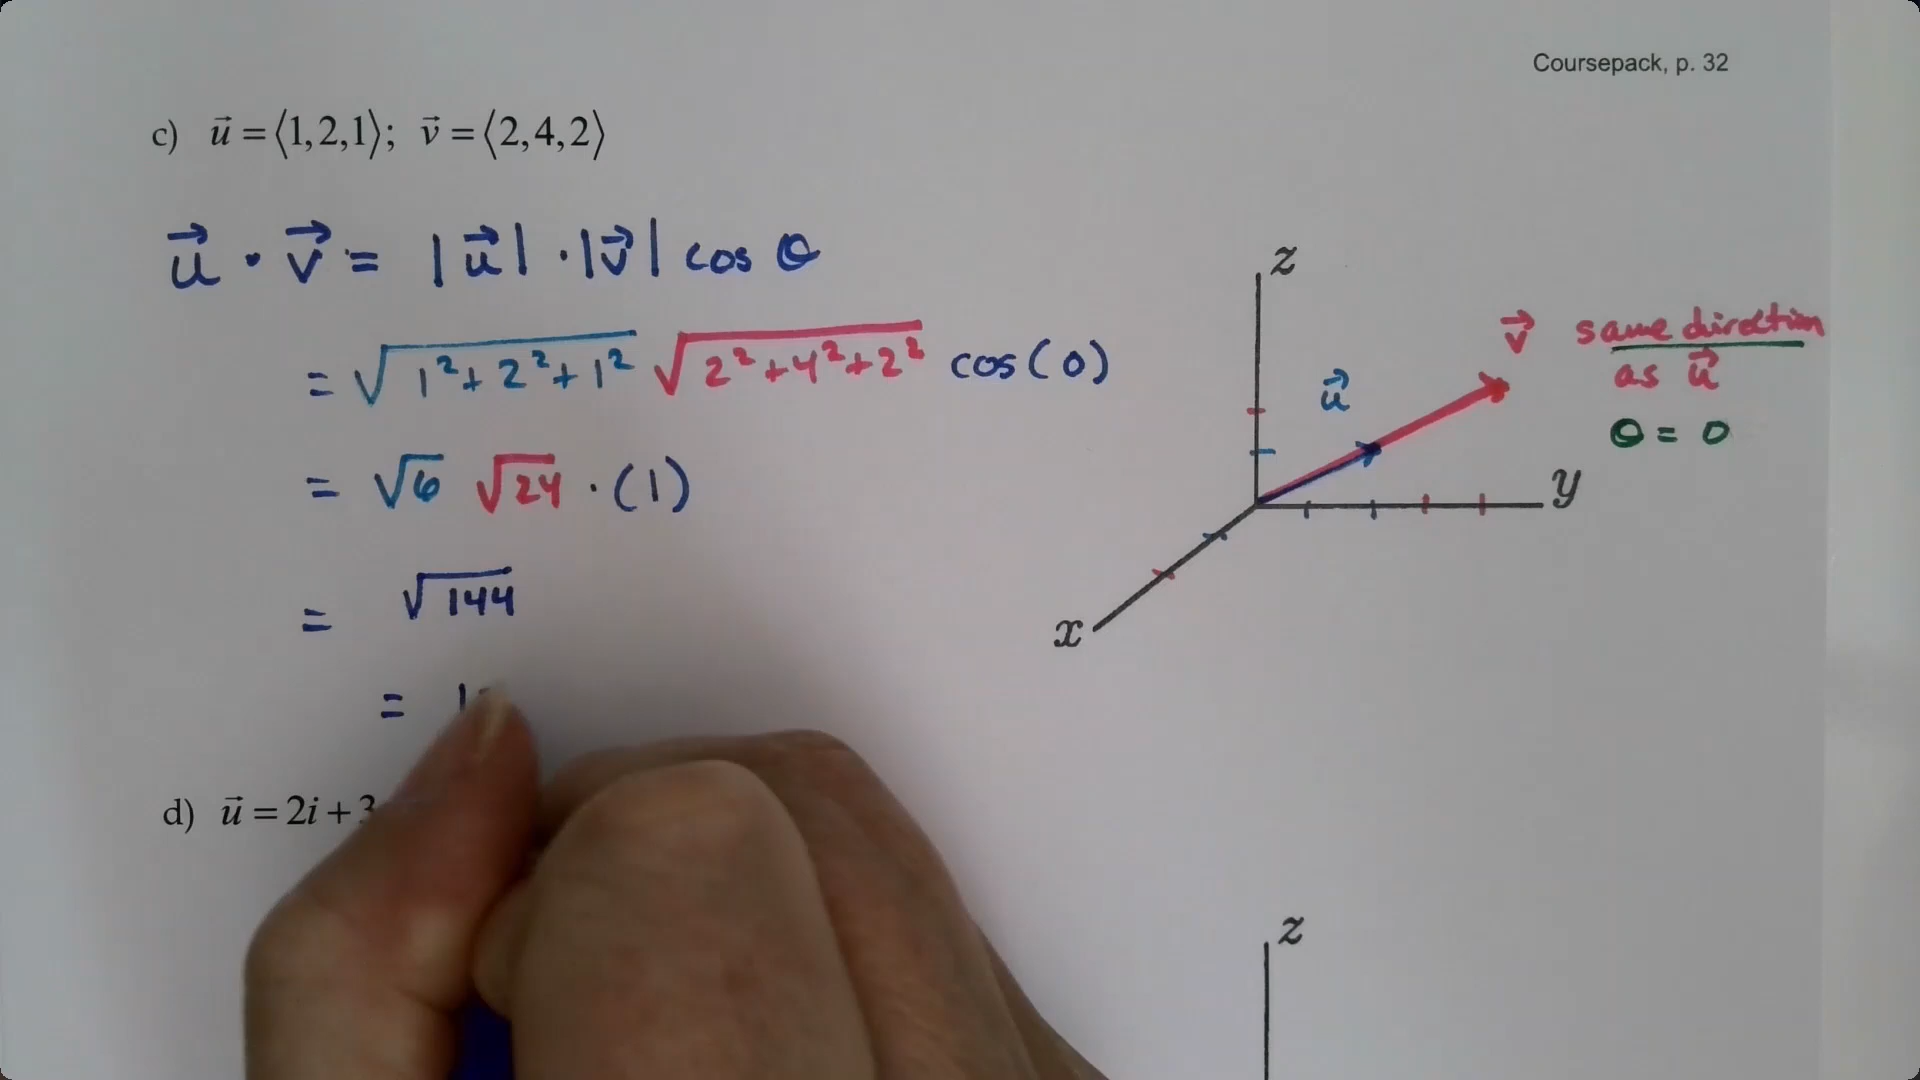 Coursepack, p. 32
c) u⃗ = ⟨1,2,1⟩; v⃗ = ⟨2,4,2⟩
u⃗ · v⃗ = |u⃗| · |v⃗| cos θ
= √(1²+2²+1²) √(2²+4²+2²) cos(0)
= √6 √24 · (1)
= √144
=
z
v⃗ same direction
as u⃗
θ = 0
u⃗
y
x
d) u⃗ = 2i + 3
z